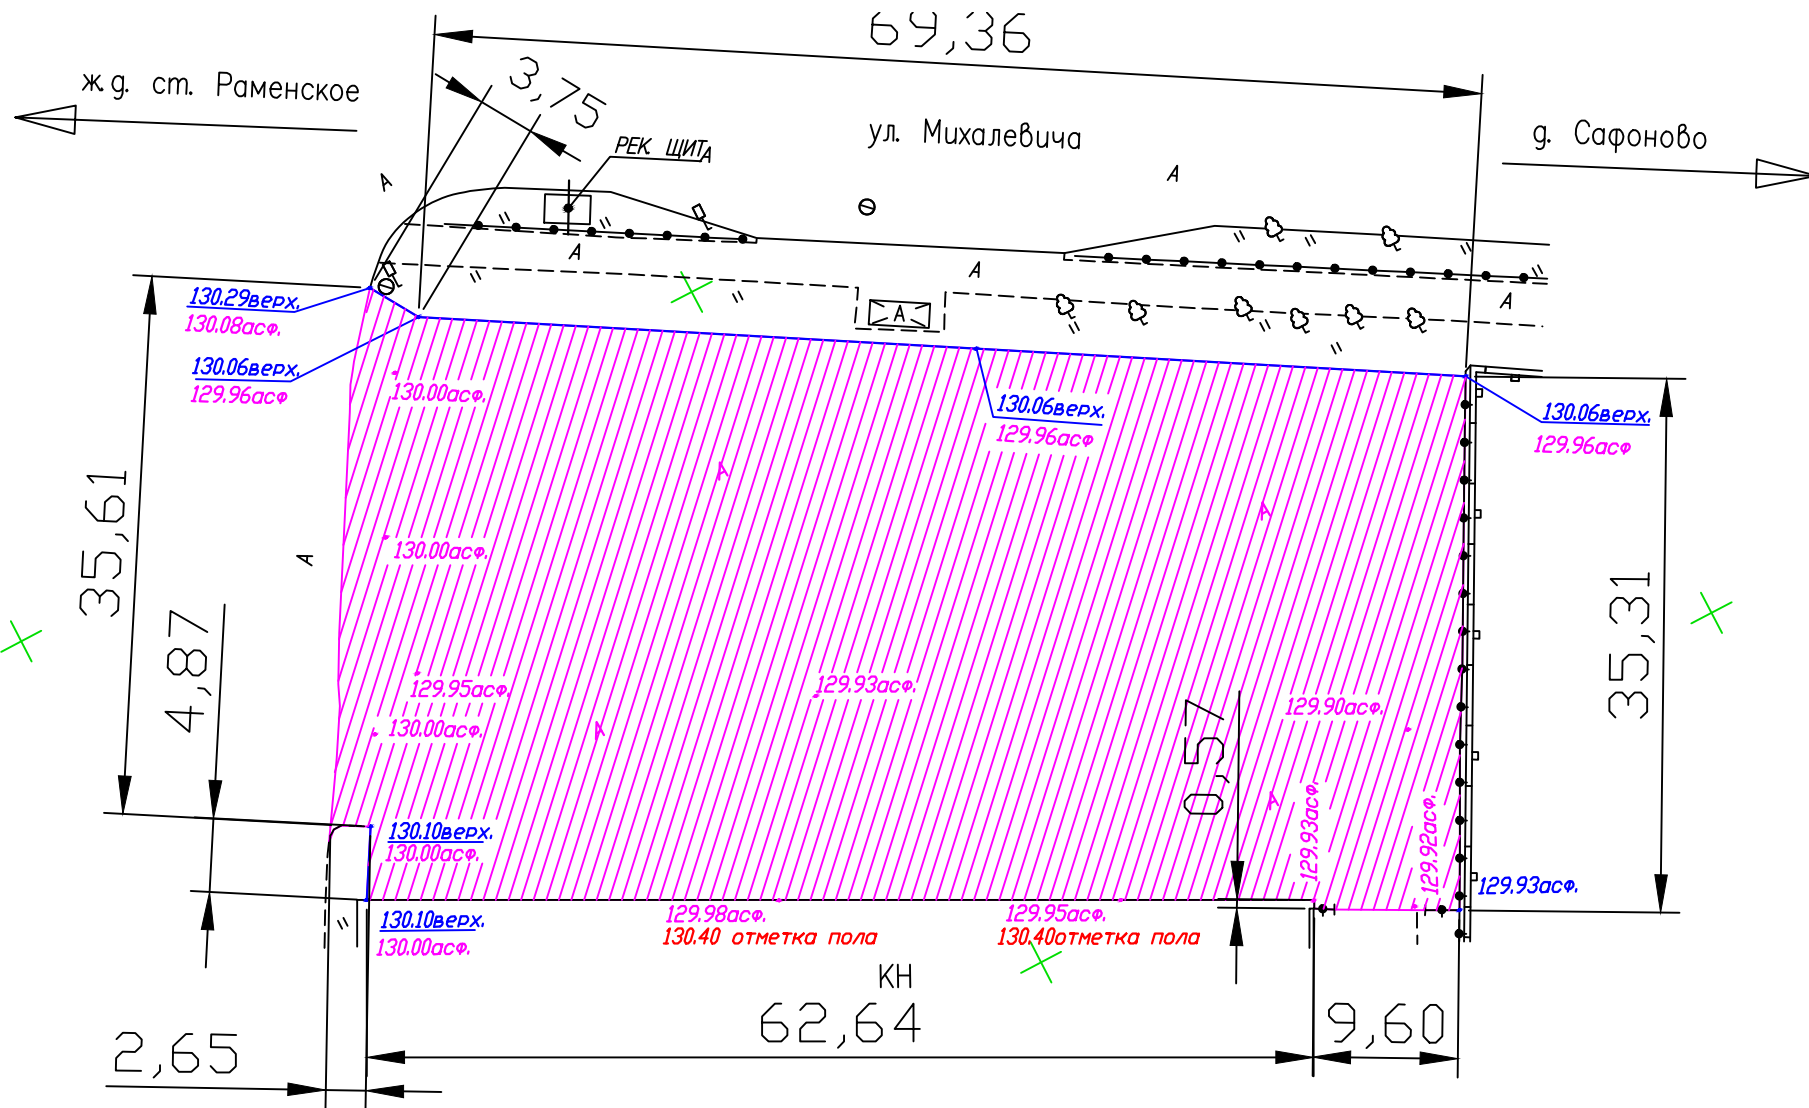 69,36
3,75
ж.д. ст. Раменское
РЕК. ЩИТ
А
ул. Михалевича
д. Сафоново
А
А
А
А
А
А
130.29верх.
130.08асф.
130.06верх.
129.96асф
130.00асф.
130.06верх.
129.96асф
130.06верх.
129.96асф
А
А
35,61
130.00асф.
А
35,31
4,87
129.95асф.
129.93асф.
130.00асф.
129.90асф.
А
0,57
А
129.93асф.
129.92асф.
130.10верх.
130.00асф.
129.93асф.
130.10верх.
130.00асф.
129.98асф.
130.40 отметка пола
129.95асф.
130.40отметка пола
КН
62,64
9,60
2,65